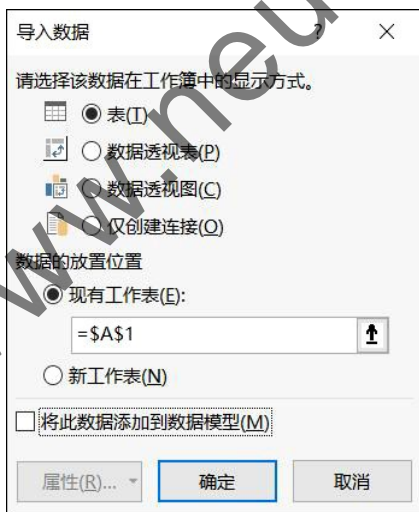 导入数据
?
×
请选择该数据在工作簿中的显示方式。
表(T)
数据透视表(P)
数据透视图(C)
仅创建连接(O)
数据的放置位置
现有工作表(E):
=$A$1
新工作表(N)
将此数据添加到数据模型(M)
属性(R)...
确定
取消
www.neu